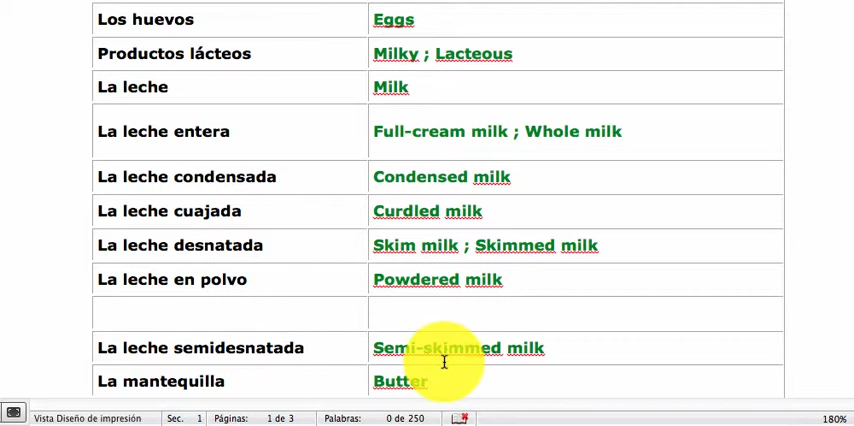 Los huevos Eggs
Productos lácteos Milky ; Lacteous
La leche Milk
La leche entera Full-cream milk ; Whole milk
La leche condensada Condensed milk
La leche cuajada Curdled milk
La leche desnatada Skim milk ; Skimmed milk
La leche en polvo Powdered milk
La leche semidesnatada Semi-skimmed milk
La mantequilla Butter
Vista Diseño de impresión Sec. 1 Páginas: 1 de 3 Palabras: 0 de 250 180%